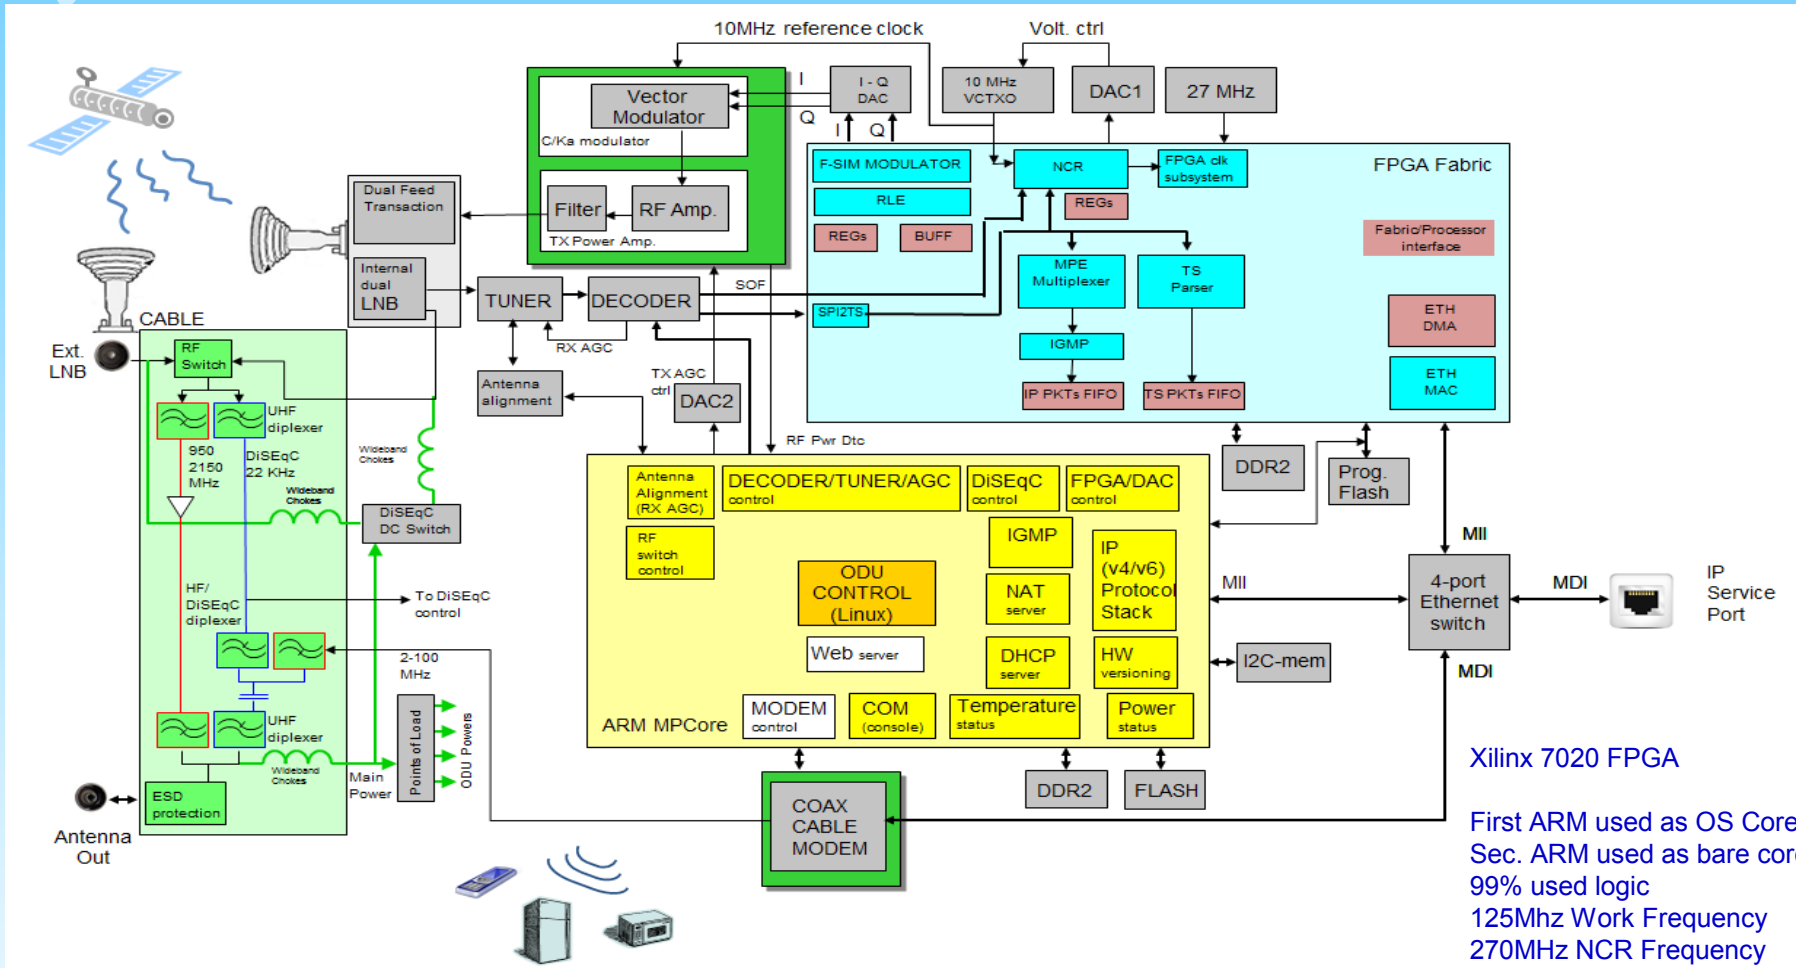 10MHz reference clock
Volt. ctrl
Vector
Modulator
C/Ka modulator
I
Q
I - Q
DAC
I
Q
10 MHz
VCTXO
DAC1
27 MHz
Filter
RF Amp.
TX Power Amp.
Dual Feed
Transaction
Internal
dual
LNB
TUNER
DECODER
SOF
RX AGC
Antenna
alignment
TX AGC
ctrl
DAC2
RF Pwr Dtc
FPGA Fabric
F-SIM MODULATOR
RLE
REGs
BUFF
NCR
REGs
FPGA clk
subsystem
Fabric/Processor
interface
MPE
Multiplexer
TS
Parser
SPI2TS
IGMP
IP PKTs FIFO
TS PKTs FIFO
ETH
DMA
ETH
MAC
CABLE
Ext.
LNB
RF
Switch
UHF
diplexer
950
2150
MHz
DiSEqC
22 KHz
Wideband
Chokes
Wideband
Chokes
DiSEqC
DC Switch
HF/
DiSEqC
diplexer
To DiSEqC
control
2-100
MHz
UHF
diplexer
Wideband
Chokes
Main
Power
Points of Load
ODU Powers
ESD
protection
Antenna
Out
Antenna
Alignment
(RX AGC)
DECODER/TUNER/AGC
control
DiSEqC
control
FPGA/DAC
control
RF
switch
control
IGMP
IP
(v4/v6)
Protocol
Stack
ODU
CONTROL
(Linux)
NAT
server
Web server
DHCP
server
HW
versioning
MODEM
control
COM
(console)
Temperature
status
Power
status
ARM MPCore
DDR2
Prog.
Flash
MII
MII
4-port
Ethernet
switch
MDI
IP
Service
Port
MDI
I2C-mem
DDR2
FLASH
COAX
CABLE
MODEM
Xilinx 7020 FPGA
First ARM used as OS Core
Sec. ARM used as bare
99% used logic
125Mhz Work Frequency
270MHz NCR Frequency